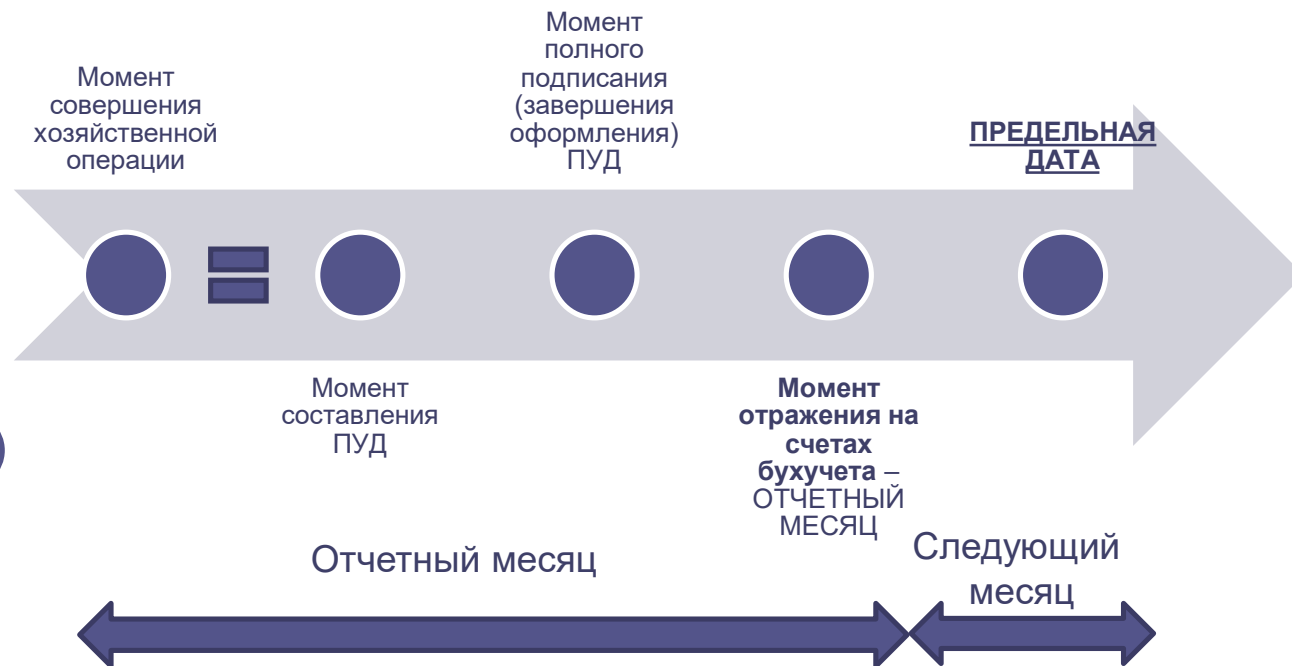 Момент
совершения
хозяйственной
операции
Момент
полного
подписания
(завершения
оформления)
ПУД
ПРЕДЕЛЬНАЯ
ДАТА
Момент
составления
ПУД
Момент
отражения на
счетах
бухучета –
ОТЧЕТНЫЙ
МЕСЯЦ
Отчетный месяц
Следующий
месяц